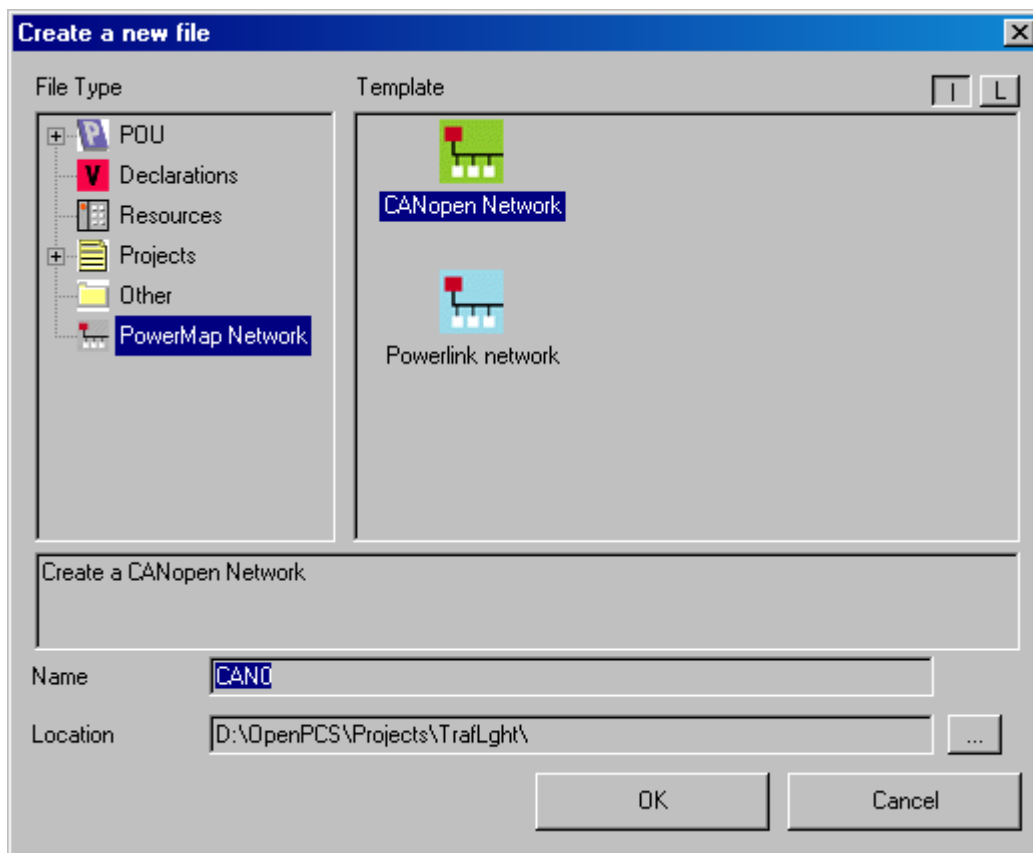 Create a new file
File Type
Template
I
L
POU
Declarations
Resources
Projects
Other
PowerMap Network
CANopen Network
Powerlink network
Create a CANopen Network
Name
CAN0
Location
D:\OpenPCS\Projects\TrafLght\
...
OK
Cancel